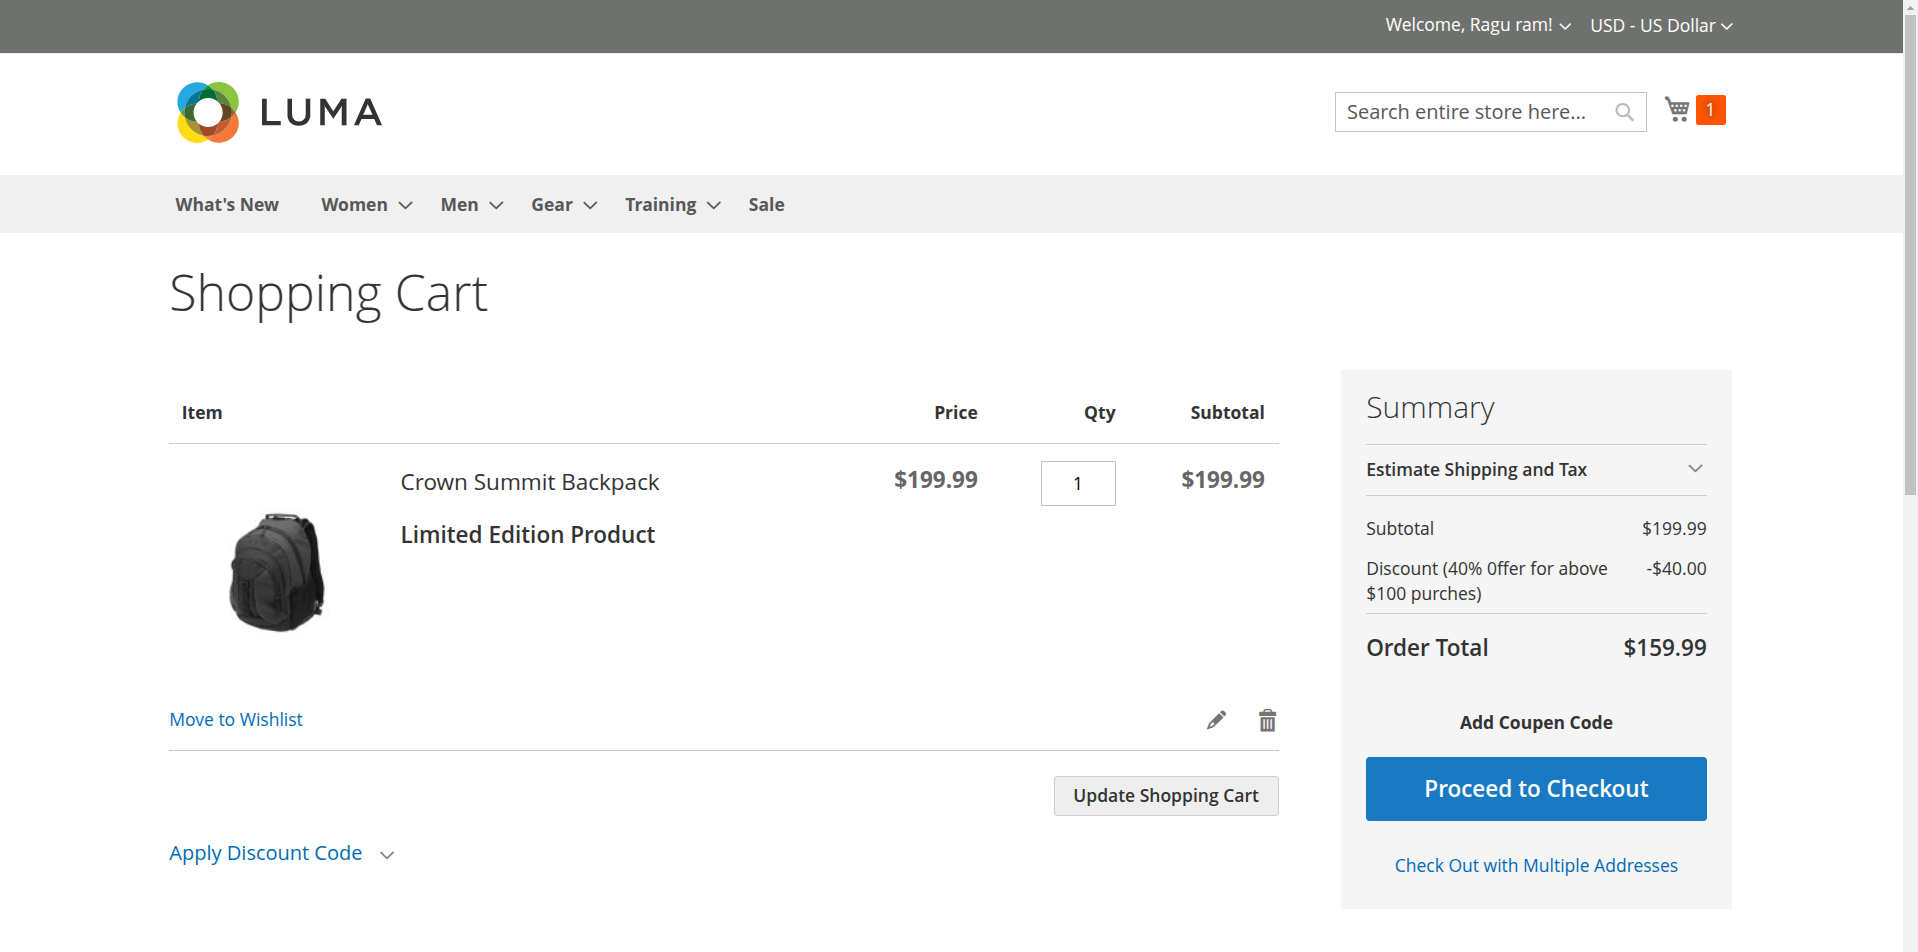 Welcome, Ragu ram! USD - US Dollar
LUMA
Search entire store here... 1
What's New Women Men Gear Training Sale
Shopping Cart
Item Price Qty Subtotal
Crown Summit Backpack $199.99 1 $199.99
Limited Edition Product
Move to Wishlist
Update Shopping Cart
Apply Discount Code
Summary
Estimate Shipping and Tax
Subtotal $199.99
Discount (40% 0ffer for above -$40.00
$100 purches)
Order Total $159.99
Add Coupen Code
Proceed to Checkout
Check Out with Multiple Addresses